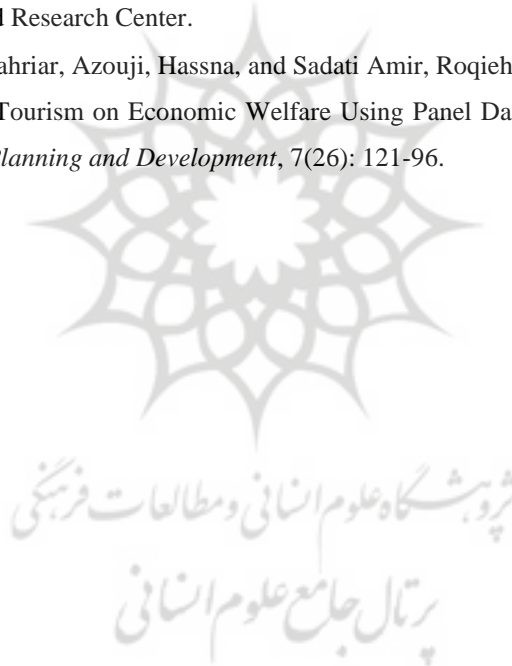 Research Center.
ahriar, Azouji, Hassna, and Sadati Amir, Roqieh
Tourism on Economic Welfare Using Panel Da
Planning and Development, 7(26): 121-96.
پژوهشگاه علوم انسانی و مطالعات فرهنگی
پرتال جامع علوم انسانی